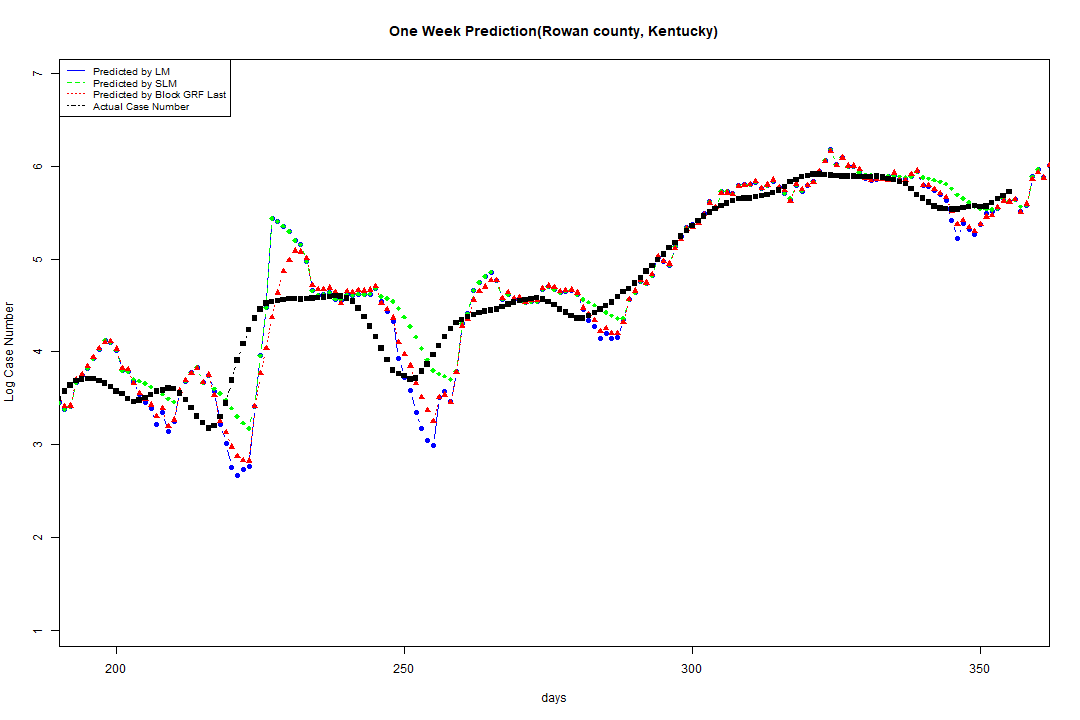 One Week Prediction(Rowan county, Kentucky)
Predicted by LM
Predicted by SLM
Predicted by Block GRF Last
Actual Case Number
7
6
5
4
3
2
1
Log Case Number
200 250 300 350
days